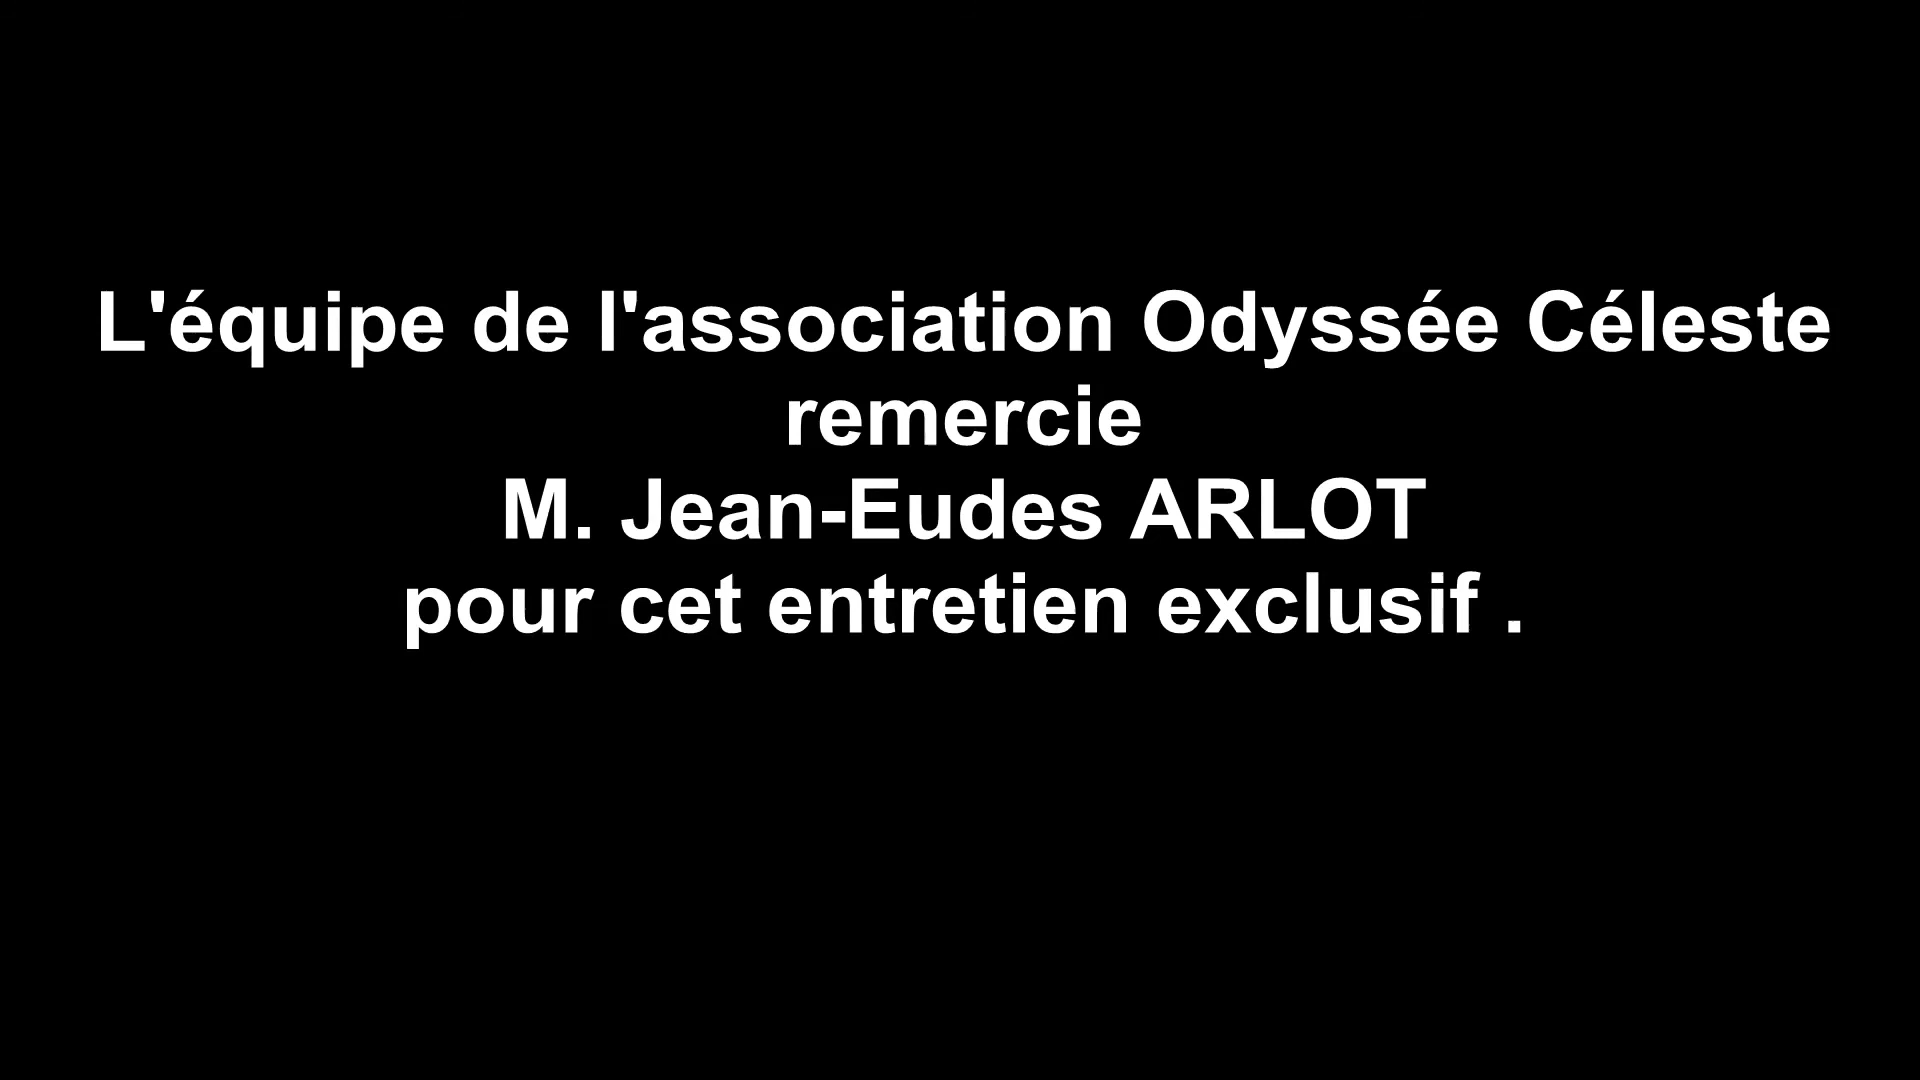 L'équipe de l'association Odyssée Céleste
remercie
M. Jean-Eudes ARLOT
pour cet entretien exclusif .